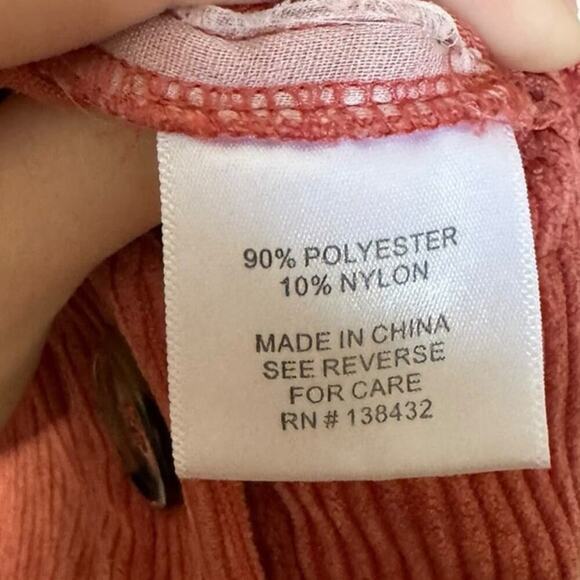 90% POLYESTER
10% NYLON
MADE IN CHINA
SEE REVERSE
FOR CARE
RN # 138432